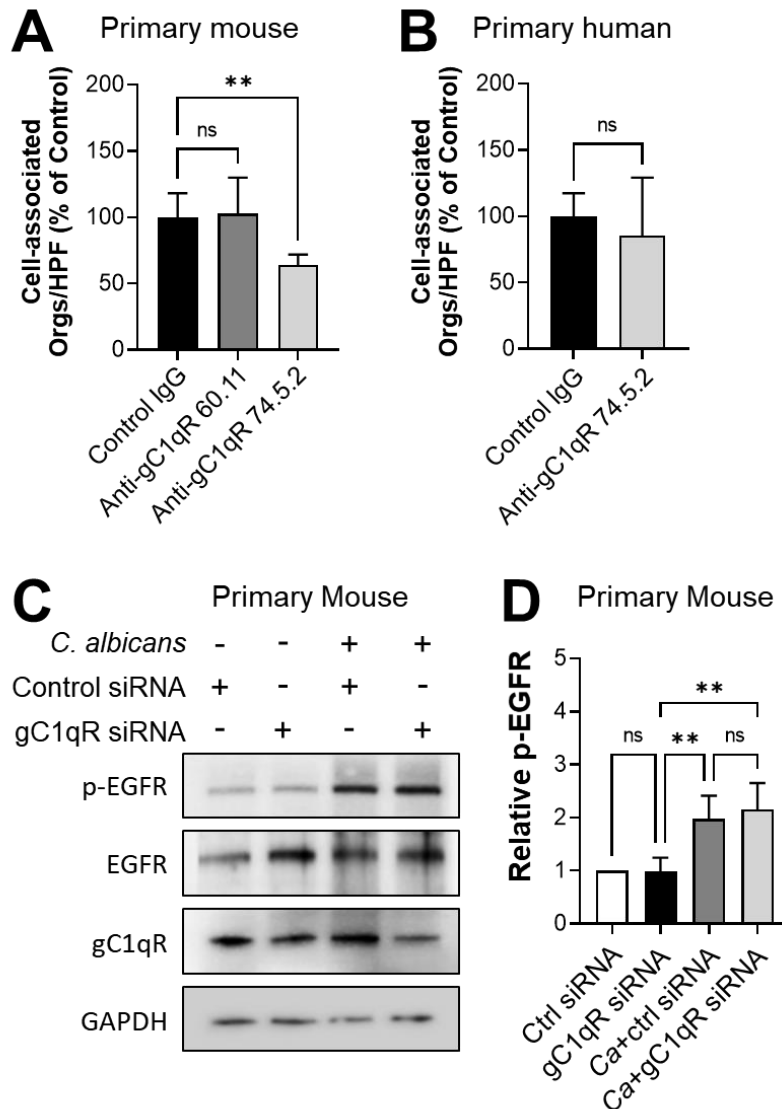 A Primary mouse
Cell-associated
Orgs/HPF (% of Control)
200
150
100
50
0
**
ns
Control IgG
Anti-gC1qR 60.11
Anti-gC1qR 74.5.2
B Primary human
Cell-associated
Orgs/HPF (% of Control)
200
150
100
50
0
ns
Control IgG
Anti-gC1qR 74.5.2
C Primary Mouse
C. albicans - - + +
Control siRNA + - + -
gC1qR siRNA - + - +
p-EGFR
EGFR
gC1qR
GAPDH
D Primary Mouse
Relative p-EGFR
5
4
3
2
1
0
**
ns ** ns
Ctrl siRNA
gC1qR siRNA
Ca+ctrl siRNA
Ca+gC1qR siRNA